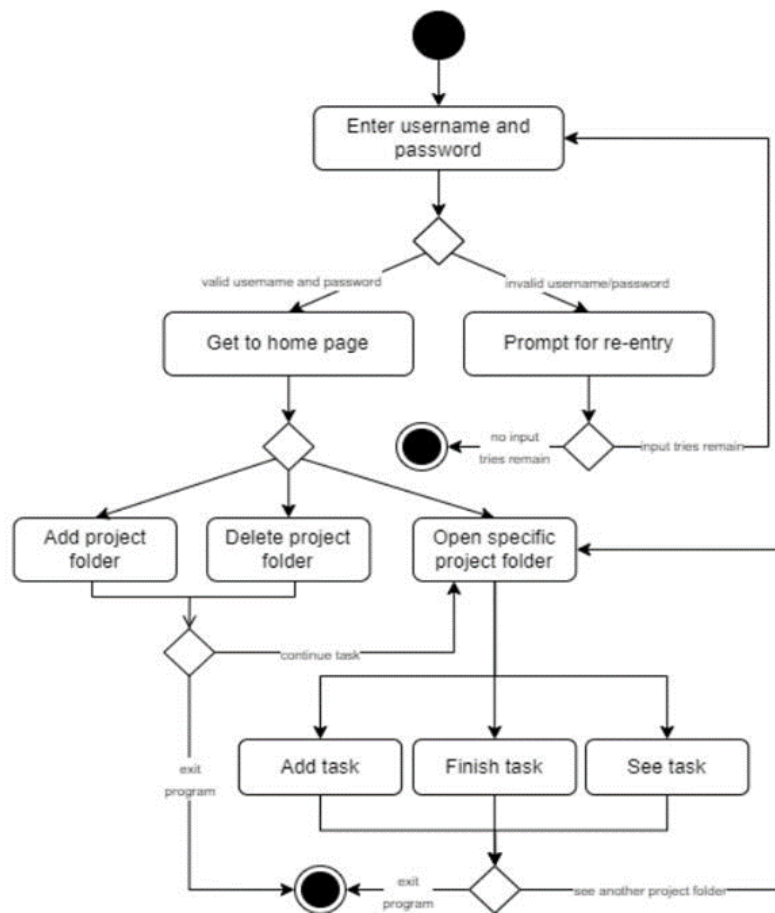 Enter username and
password
valid username and password
invalid username/password
Get to home page
Prompt for re-entry
no input
tries remain
input tries remain
Add project
folder
Delete project
folder
Open specific
project folder
continue task
Add task
Finish task
See task
exit
program
exit
program
see another project folder